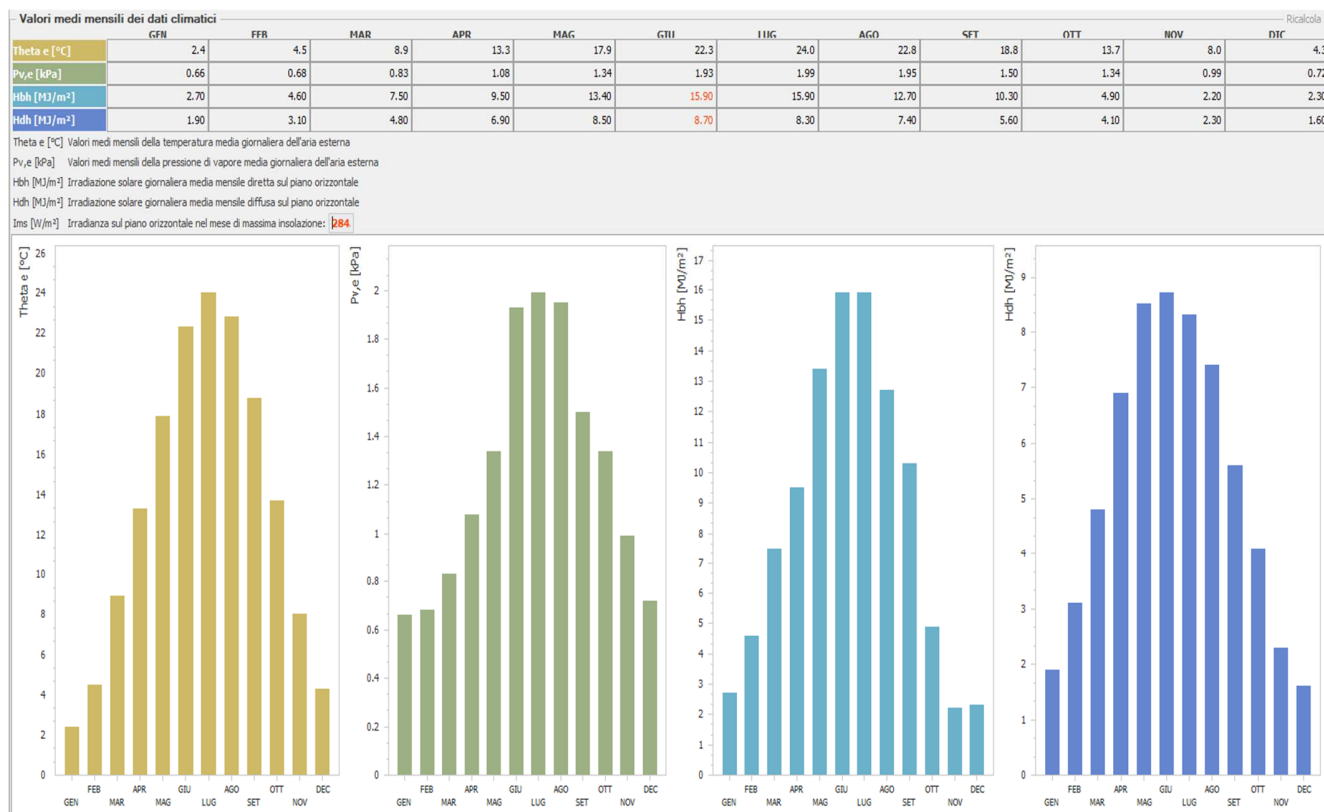 Valori medi mensili dei dati climatici
Ricalcola
GEN FEB MAR APR MAG GIU LUG AGO SET OTT NOV DIC
Theta e [°C] 2.4 4.5 8.9 13.3 17.9 22.3 24.0 22.8 18.8 13.7 8.0 4.3
Pv,e [kPa] 0.66 0.68 0.83 1.08 1.34 1.93 1.99 1.95 1.50 1.34 0.99 0.72
Hbh [MJ/m²] 2.70 4.60 7.50 9.50 13.40 15.90 15.90 12.70 10.30 4.90 2.20 2.30
Hdh [MJ/m²] 1.90 3.10 4.80 6.90 8.50 8.70 8.30 7.40 5.60 4.10 2.30 1.60
Theta e [°C] Valori medi mensili della temperatura media giornaliera dell'aria esterna
Pv,e [kPa] Valori medi mensili della pressione di vapore media giornaliera dell'aria esterna
Hbh [MJ/m²] Irradiazione solare giornaliera media mensile diretta sul piano orizzontale
Hdh [MJ/m²] Irradiazione solare giornaliera media mensile diffusa sul piano orizzontale
Ims [W/m²] Irradianza sul piano orizzontale nel mese di massima insolazione: 284
Theta e [°C]
26
24
22
20
18
16
14
12
10
8
6
4
2
0
FEB APR GIU AGO OTT DEC
GEN MAR MAG LUG SET NOV
Pv,e [kPa]
2
1.8
1.6
1.4
1.2
1
0.8
0.6
0.4
0.2
0
FEB APR GIU AGO OTT DEC
GEN MAR MAG LUG SET NOV
Hbh [MJ/m²]
17
16
15
14
13
12
11
10
9
8
7
6
5
4
3
2
1
0
FEB APR GIU AGO OTT DEC
GEN MAR MAG LUG SET NOV
Hdh [MJ/m²]
9
8
7
6
5
4
3
2
1
0
FEB APR GIU AGO OTT DEC
GEN MAR MAG LUG SET NOV